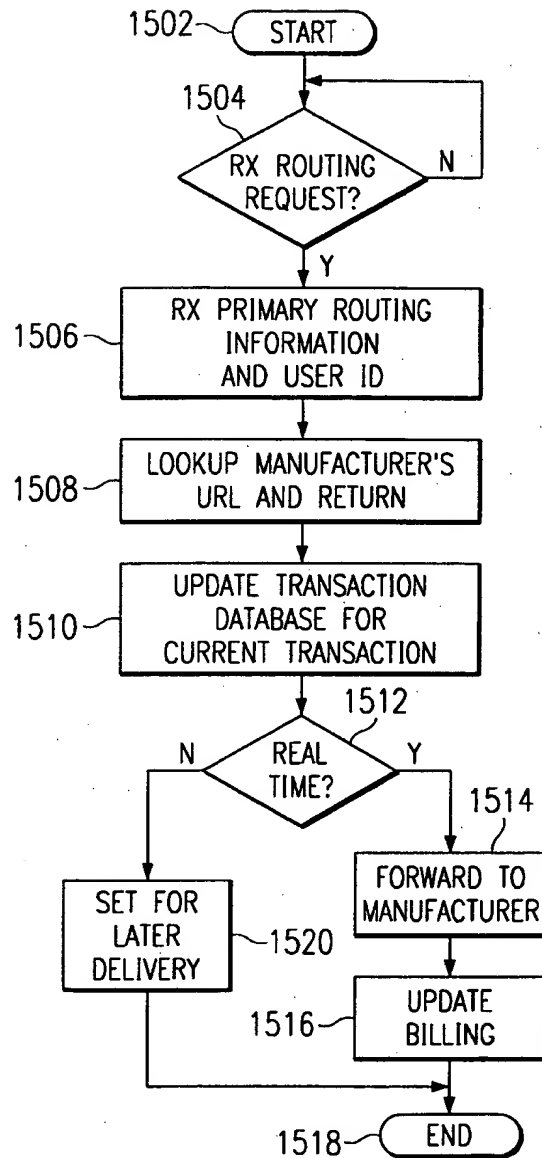 1502
START
1504
RX ROUTING
REQUEST?
N
Y
1506
RX PRIMARY ROUTING
INFORMATION
AND USER ID
1508
LOOKUP MANUFACTURER'S
URL AND RETURN
1510
UPDATE TRANSACTION
DATABASE FOR
CURRENT TRANSACTION
1512
N
REAL
TIME?
Y
1514
FORWARD TO
MANUFACTURER
SET FOR
LATER
DELIVERY
1520
1516
UPDATE
BILLING
1518
END